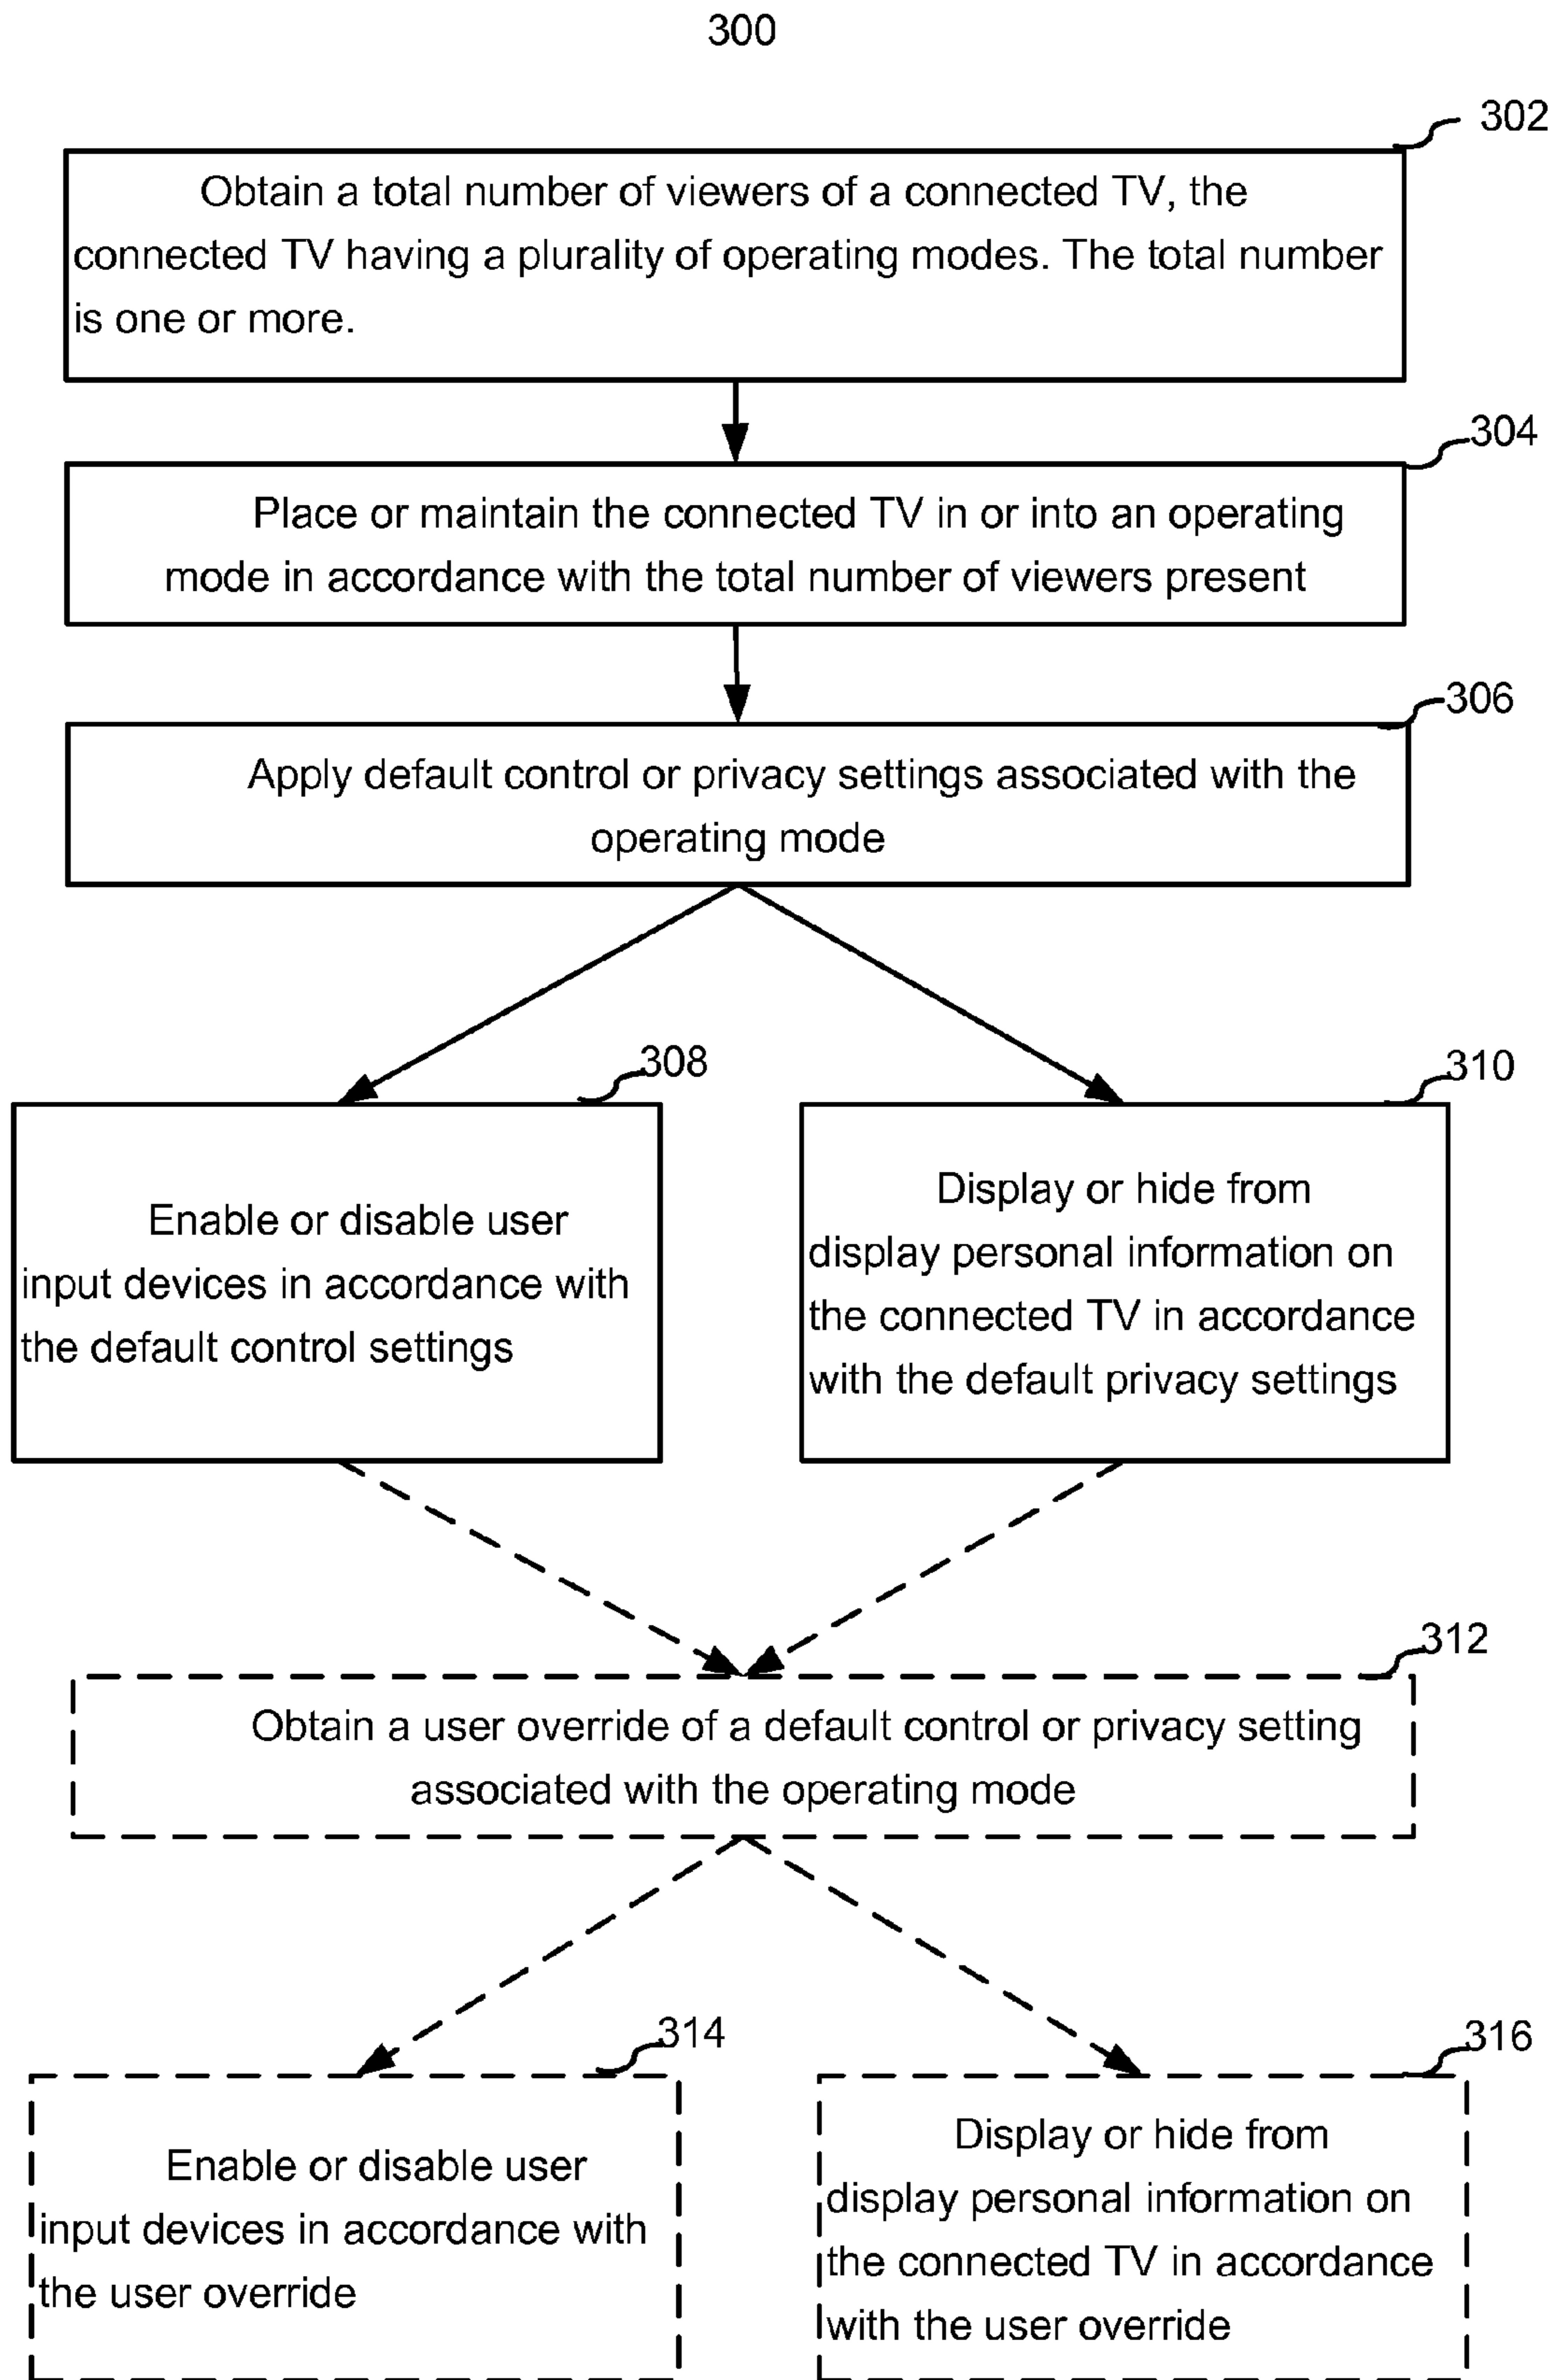 300
302
Obtain a total number of viewers of a connected TV, the
connected TV having a plurality of operating modes. The total number
is one or more.
304
Place or maintain the connected TV in or into an operating
mode in accordance with the total number of viewers present
306
Apply default control or privacy settings associated with the
operating mode
308
Enable or disable user
input devices in accordance with
the default control settings
310
Display or hide from
display personal information on
the connected TV in accordance
with the default privacy settings
312
Obtain a user override of a default control or privacy setting
associated with the operating mode
314
Enable or disable user
input devices in accordance with
the user override
316
Display or hide from
display personal information on
the connected TV in accordance
with the user override